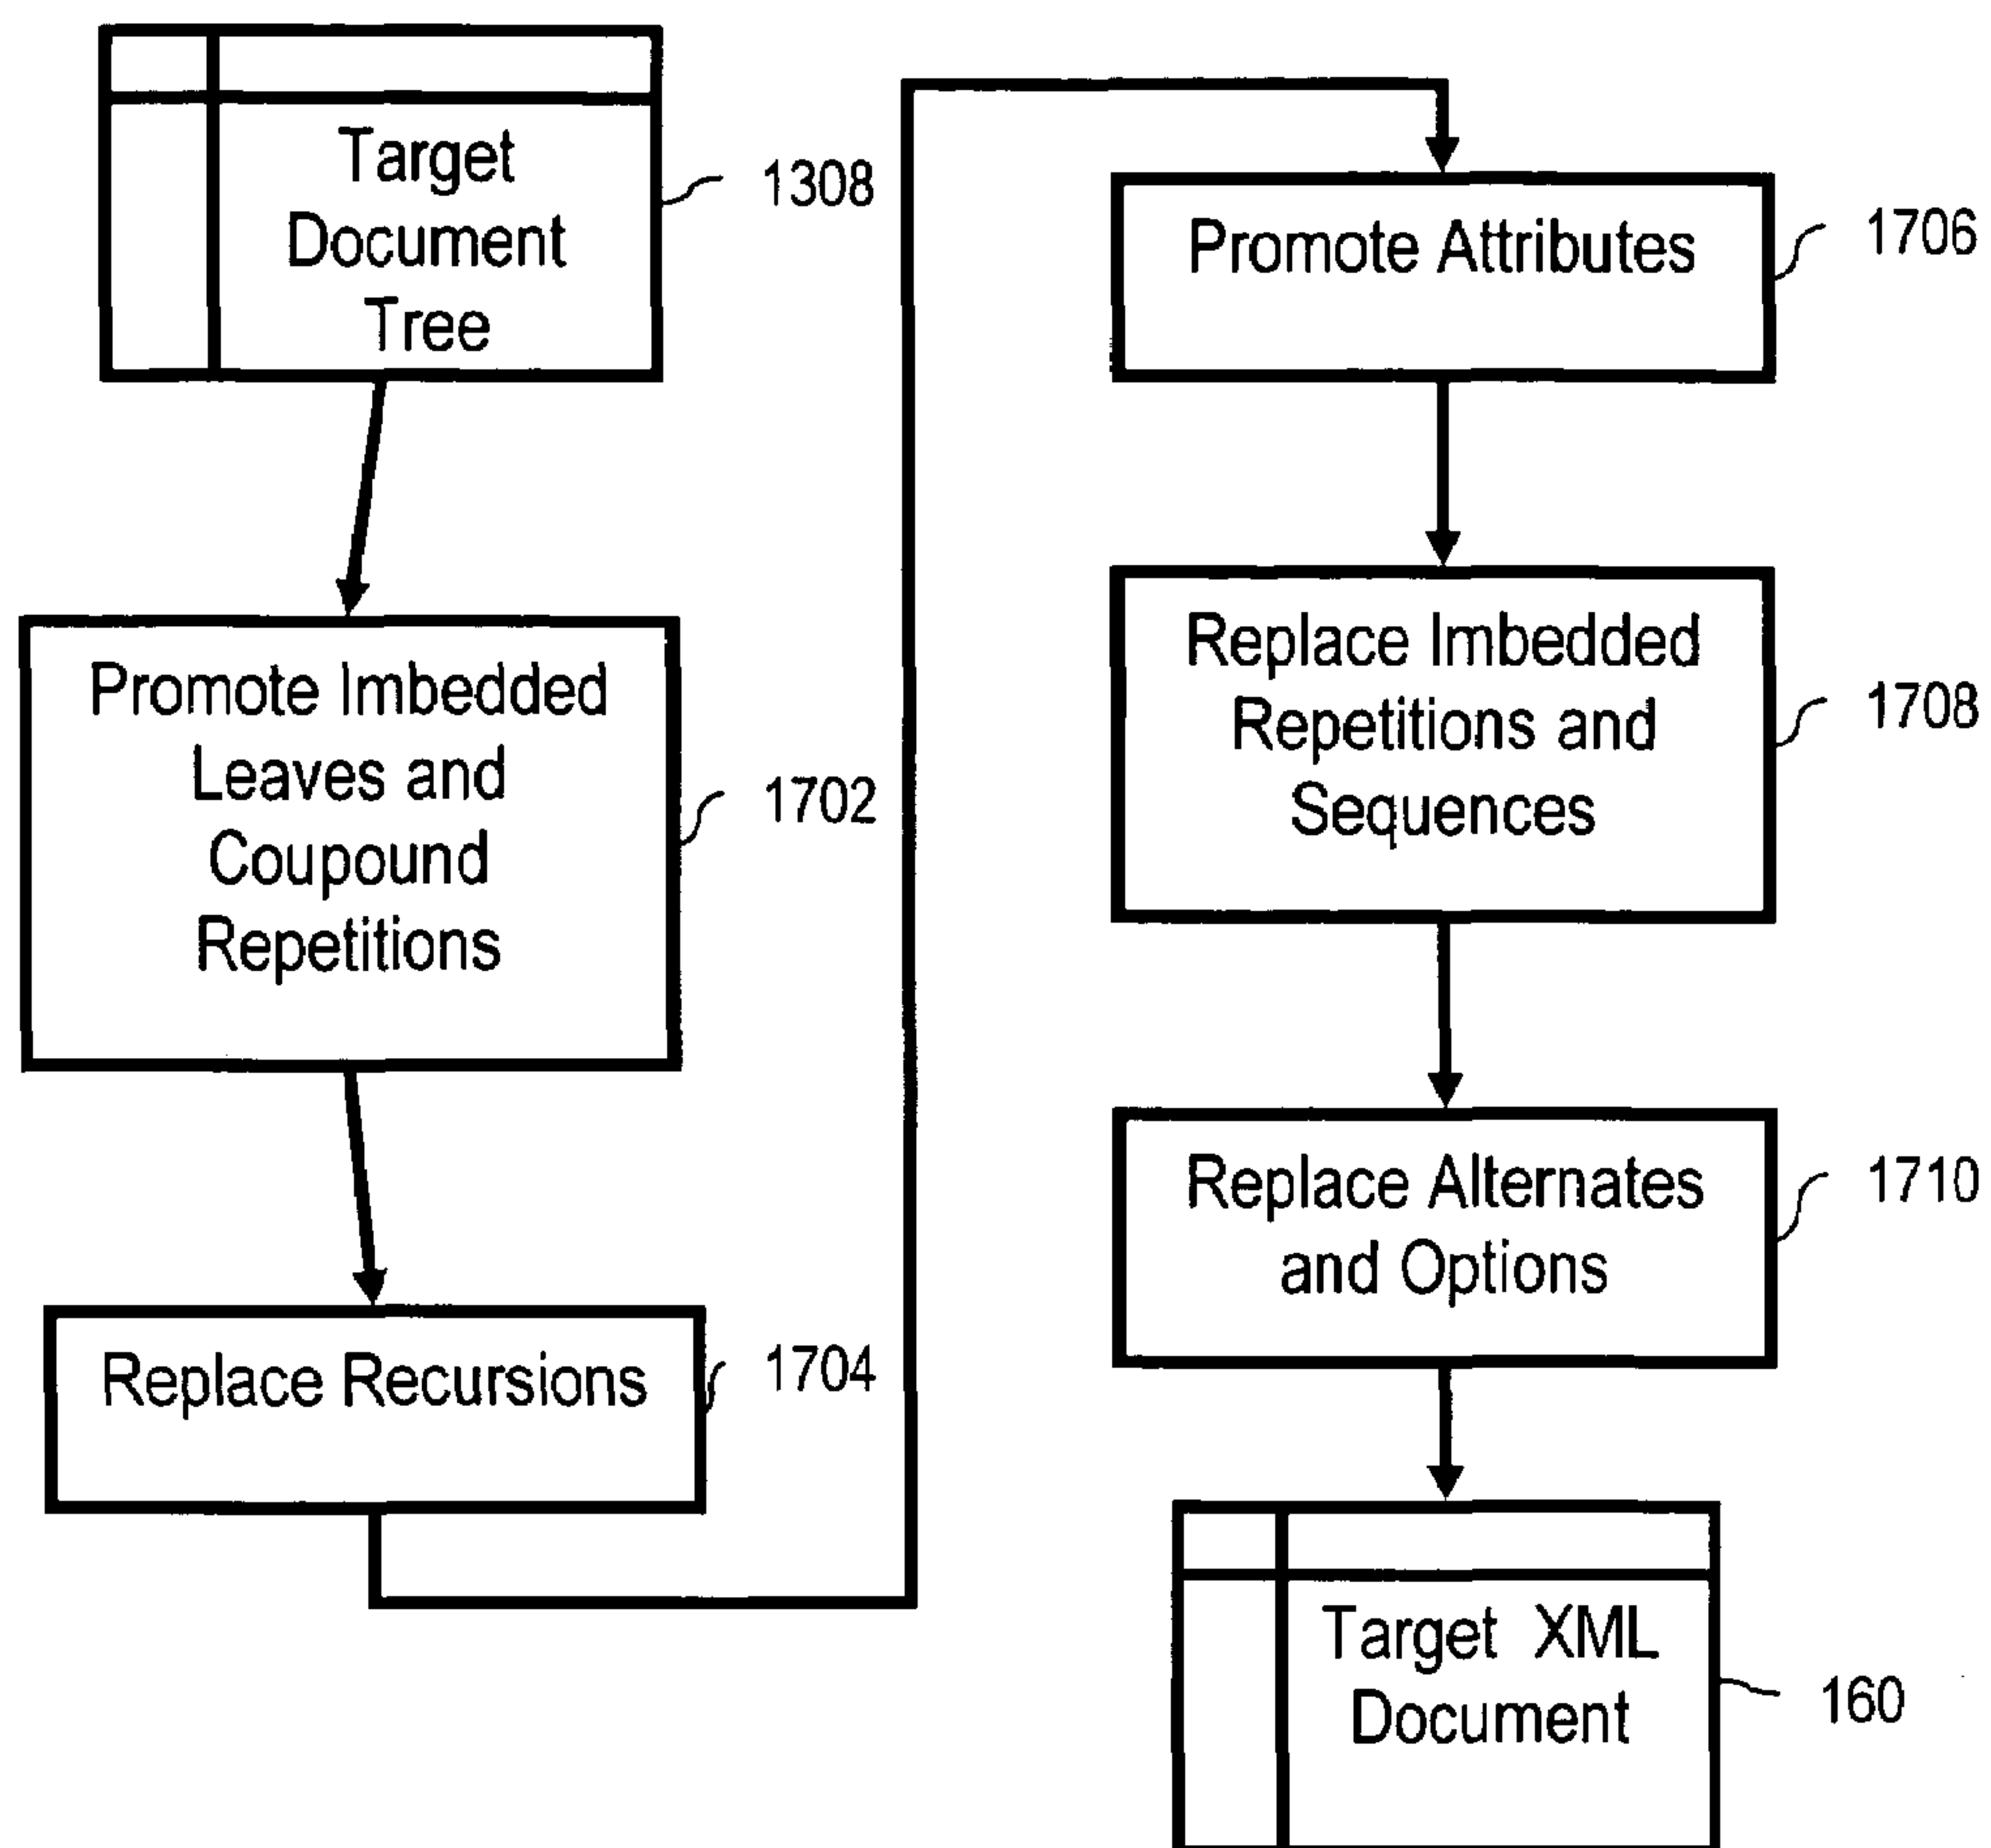 Target
Document
Tree
1308
Promote Imbedded
Leaves and
Coupound
Repetitions
1702
Replace Recursions
1704
Promote Attributes
1706
Replace Imbedded
Repetitions and
Sequences
1708
Replace Alternates
and Options
1710
Target XML
Document
160